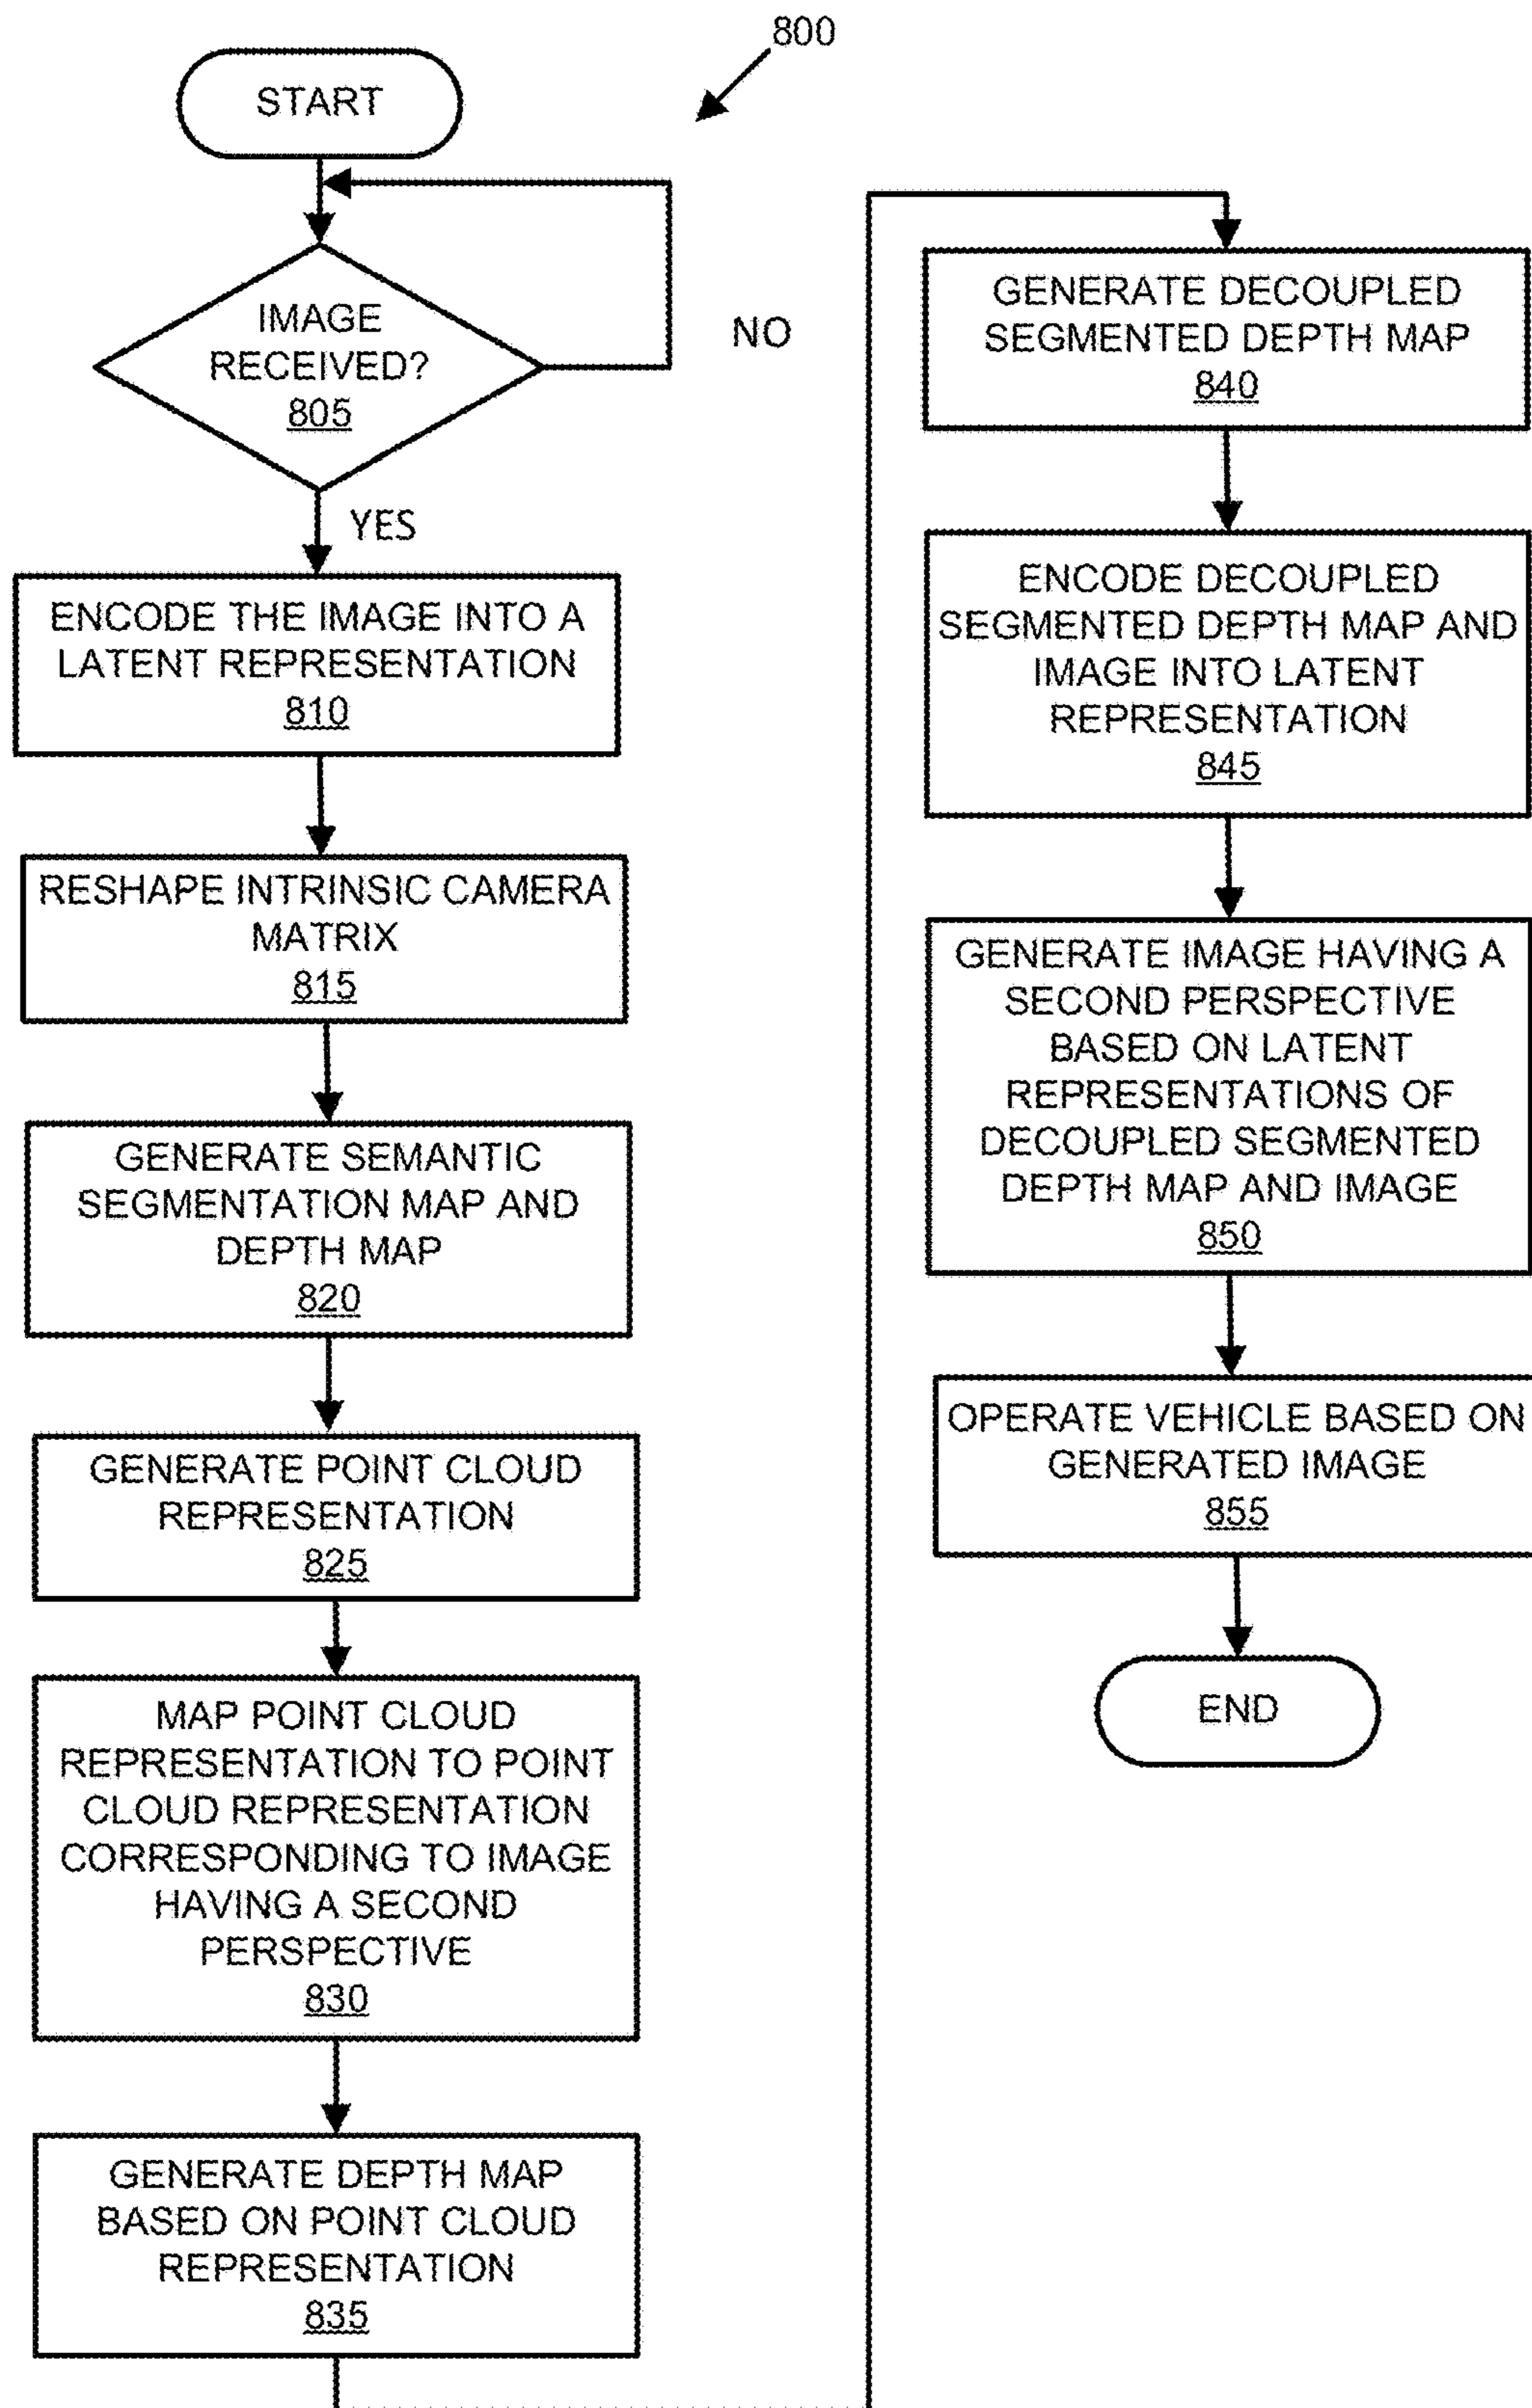 800
START
IMAGE
RECEIVED?
805
NO
YES
ENCODE THE IMAGE INTO A
LATENT REPRESENTATION
810
RESHAPE INTRINSIC CAMERA
MATRIX
815
GENERATE SEMANTIC
SEGMENTATION MAP AND
DEPTH MAP
820
GENERATE POINT CLOUD
REPRESENTATION
825
MAP POINT CLOUD
REPRESENTATION TO POINT
CLOUD REPRESENTATION
CORRESPONDING TO IMAGE
HAVING A SECOND
PERSPECTIVE
830
GENERATE DEPTH MAP
BASED ON POINT CLOUD
REPRESENTATION
835
GENERATE DECOUPLED
SEGMENTED DEPTH MAP
840
ENCODE DECOUPLED
SEGMENTED DEPTH MAP AND
IMAGE INTO LATENT
REPRESENTATION
845
GENERATE IMAGE HAVING A
SECOND PERSPECTIVE
BASED ON LATENT
REPRESENTATIONS OF
DECOUPLED SEGMENTED
DEPTH MAP AND IMAGE
850
OPERATE VEHICLE BASED ON
GENERATED IMAGE
855
END